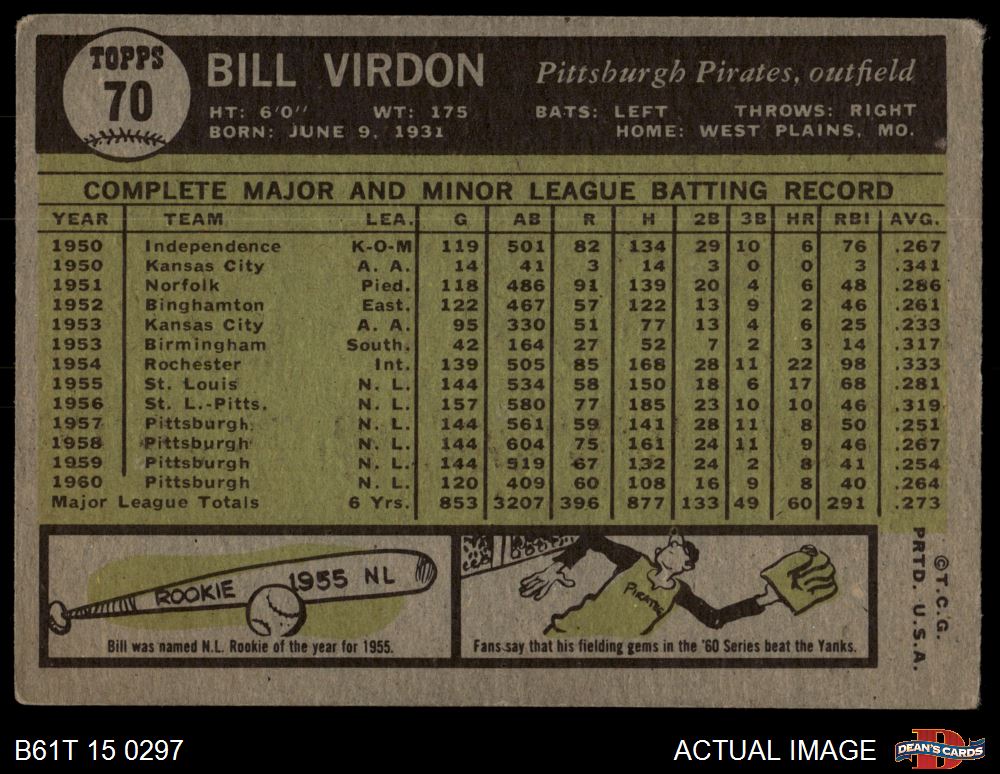 TOPPS
70
BILL VIRDON Pittsburgh Pirates, outfield
HT: 6'0" WT: 175 BATS: LEFT THROWS: RIGHT
BORN: JUNE 9, 1931 HOME: WEST PLAINS, MO.
COMPLETE MAJOR AND MINOR LEAGUE BATTING RECORD
YEAR TEAM LEA. G AB R H 2B 3B HR RBI AVG.
1950 Independence K-O-M 119 501 82 134 29 10 6 76 .267
1950 Kansas City A. A. 14 41 3 14 3 0 0 3 .341
1951 Norfolk Pied. 118 486 91 139 20 4 6 48 .286
1952 Binghamton East. 122 467 57 122 13 9 2 46 .261
1953 Kansas City A. A. 95 330 51 77 13 4 6 25 .233
1953 Birmingham South. 42 164 27 52 7 2 3 14 .317
1954 Rochester Int. 139 505 85 168 28 11 22 98 .333
1955 St. Louis N. L. 144 534 58 150 18 6 17 68 .281
1956 St. L.-Pitts. N. L. 157 580 77 185 23 10 10 46 .319
1957 Pittsburgh N. L. 144 561 59 141 28 11 8 50 .251
1958 Pittsburgh N. L. 144 604 75 161 24 11 9 46 .267
1959 Pittsburgh N. L. 144 519 67 132 24 2 8 41 .254
1960 Pittsburgh N. L. 120 409 60 108 16 9 8 40 .264
Major League Totals 6 Yrs. 853 3207 396 877 133 49 60 291 .273
ROOKIE 1955 NL
Bill was named N.L. Rookie of the year for 1955.
PIRATES
Fans say that his fielding gems in the '60 Series beat the Yanks.
©T.C.G.
PRTD. U.S.A.
B61T 15 0297 ACTUAL IMAGE
D
DEAN'S CARDS